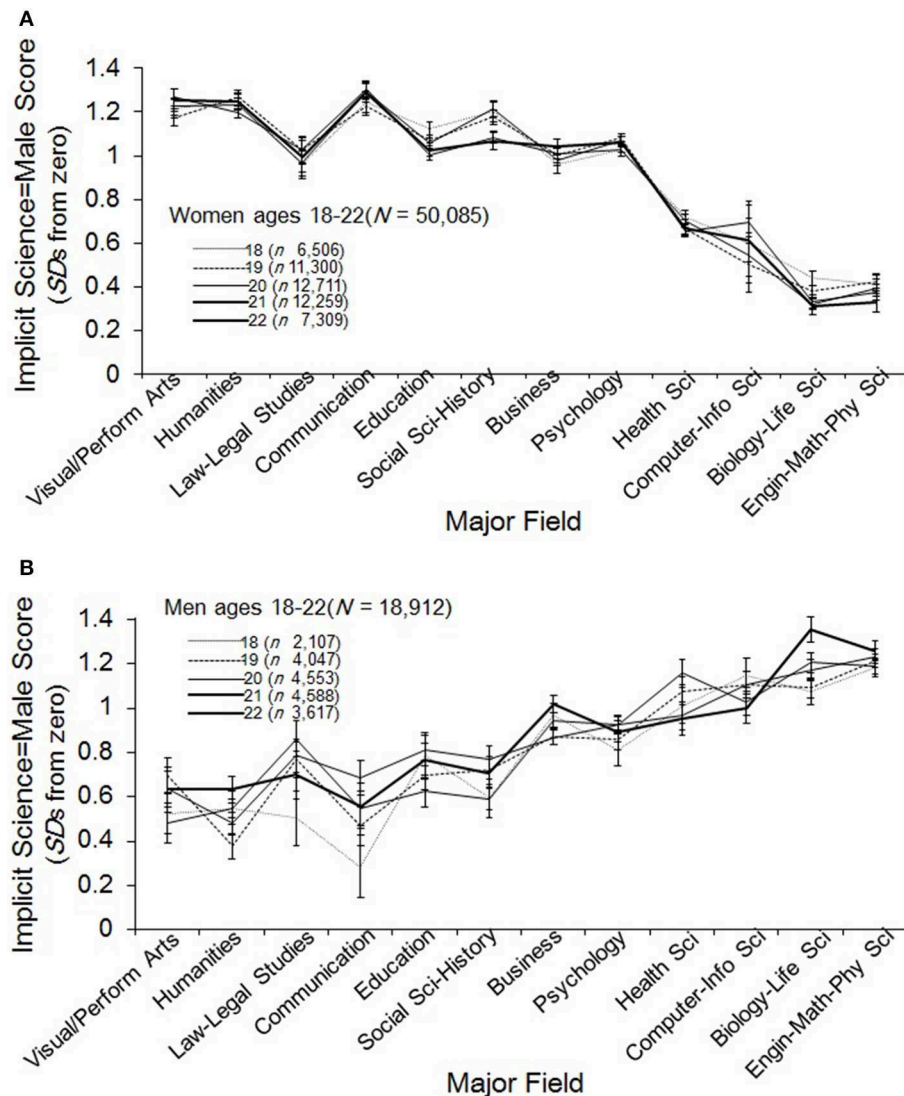 A
Implicit Science=Male Score
(SDs from zero)
1.4
1.2
1
0.8
0.6
0.4
0.2
0
Women ages 18-22(N = 50,085)
18 (n 6,506)
19 (n 11,300)
20 (n 12,711)
21 (n 12,259)
22 (n 7,309)
Visual/Perform Arts
Humanities
Law-Legal Studies
Communication
Education
Social Sci-History
Business
Psychology
Health Sci
Computer-Info Sci
Biology-Life Sci
Engin-Math-Phy Sci
Major Field
B
Implicit Science=Male Score
(SDs from zero)
1.4
1.2
1
0.8
0.6
0.4
0.2
0
Men ages 18-22(N = 18,912)
18 (n 2,107)
19 (n 4,047)
20 (n 4,553)
21 (n 4,588)
22 (n 3,617)
Visual/Perform Arts
Humanities
Law-Legal Studies
Communication
Education
Social Sci-History
Business
Psychology
Health Sci
Computer-Info Sci
Biology-Life Sci
Engin-Math-Phy Sci
Major Field